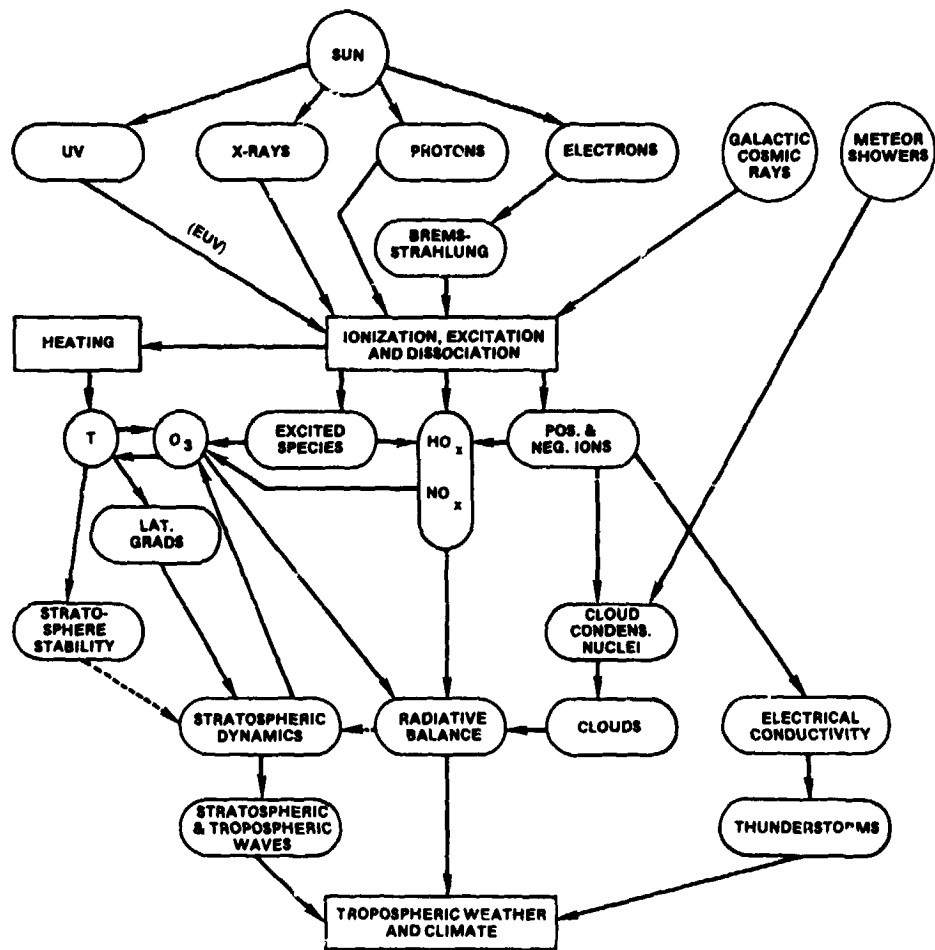 SUN
UV
X-RAYS
PHOTONS
ELECTRONS
GALACTIC
COSMIC
RAYS
METEOR
SHOWERS
(EUV)
BREMS-
STRAHLUNG
HEATING
IONIZATION, EXCITATION
AND DISSOCIATION
T
O3
EXCITED
SPECIES
HOx
NOx
POS. &
NEG. IONS
LAT.
GRADS
STRATO-
SPHERE
STABILITY
CLOUD
CONDENS.
NUCLEI
STRATOSPHERIC
DYNAMICS
RADIATIVE
BALANCE
CLOUDS
ELECTRICAL
CONDUCTIVITY
STRATOSPHERIC
& TROPOSPHERIC
WAVES
THUNDERSTORMS
TROPOSPHERIC WEATHER
AND CLIMATE